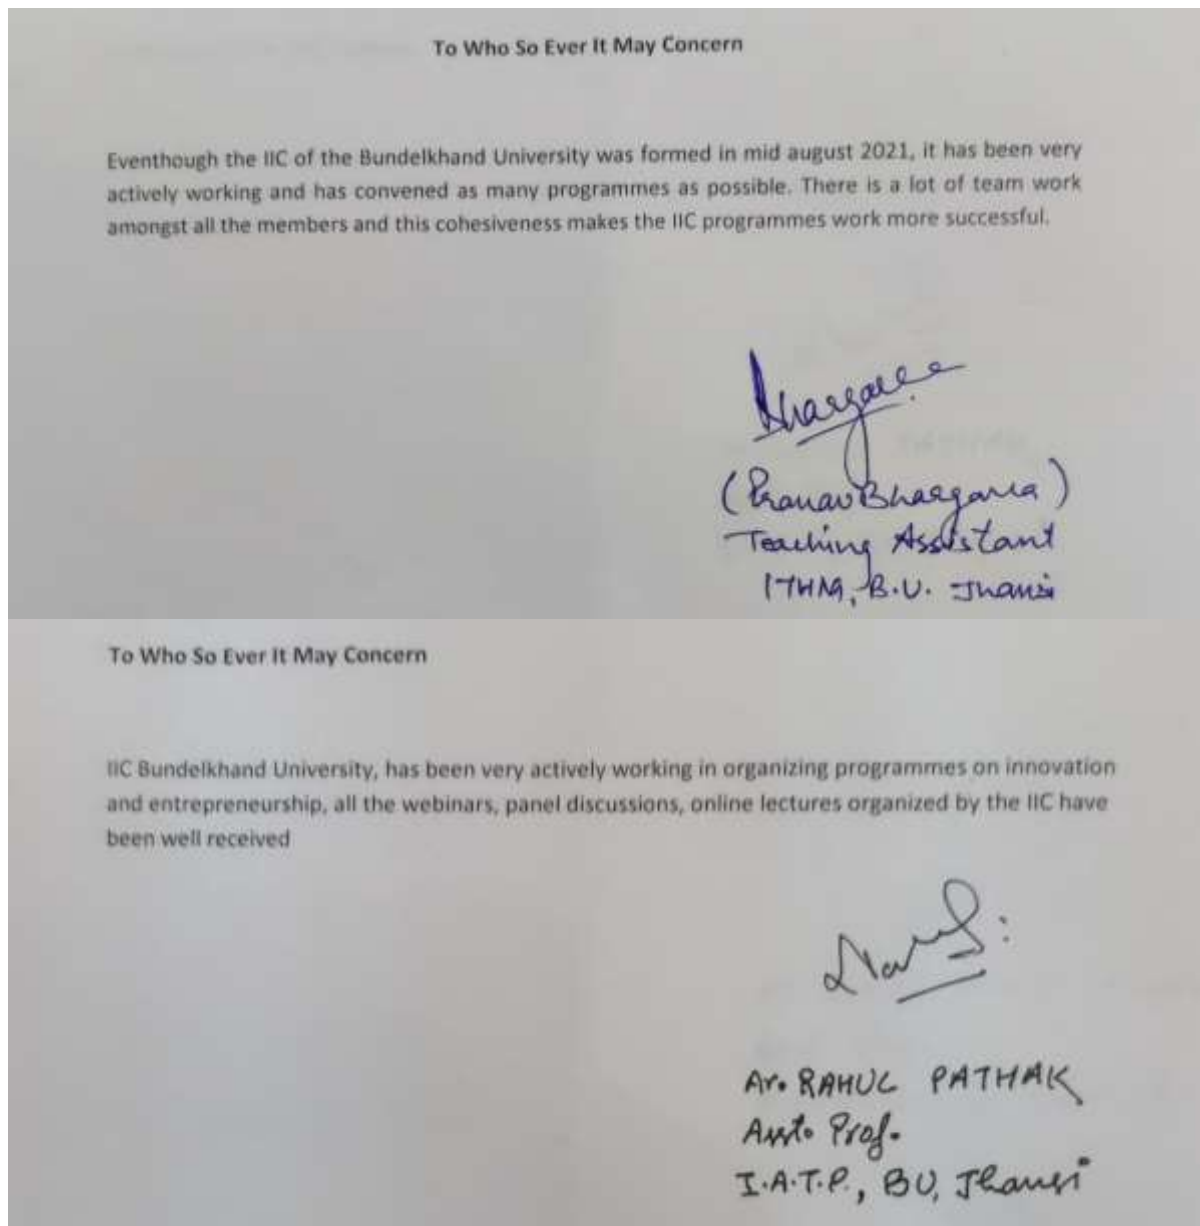 To Who So Ever It May Concern
Eventhough the IIC of the Bundelkhand University was formed in mid august 2021, it has been very
actively working and has convened as many programmes as possible. There is a lot of team work
amongst all the members and this cohesiveness makes the IIC programmes work more successful.
(Pranav Bhargava)
Teaching Assistant
ITHM, B.U. Jhansi
To Who So Ever It May Concern
IIC Bundelkhand University, has been very actively working in organizing programmes on innovation
and entrepreneurship, all the webinars, panel discussions, online lectures organized by the IIC have
been well received
Ar. RAHUL PATHAK
Asst. Prof.
I.A.T.P., BU, Jhansi